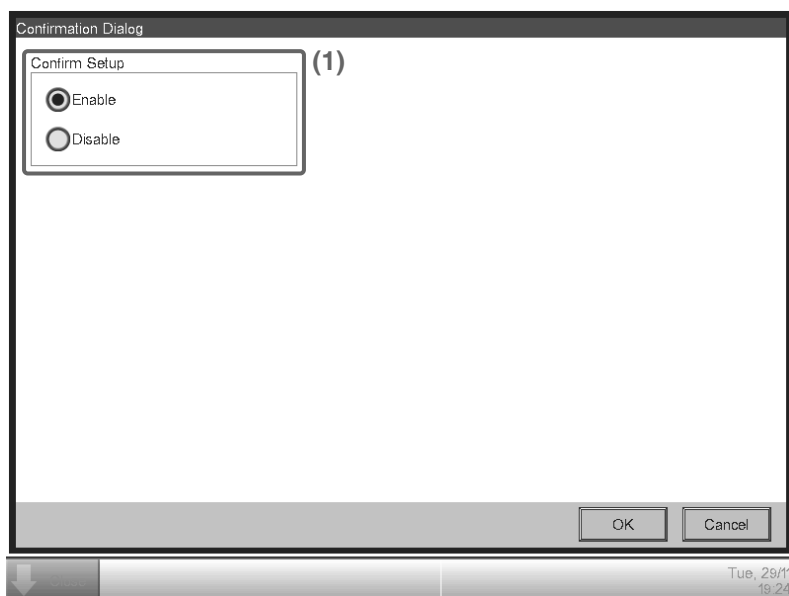 Confirmation Dialog
Confirm Setup
(1)
Enable
Disable
OK
Cancel
Tue, 29/1
19:24